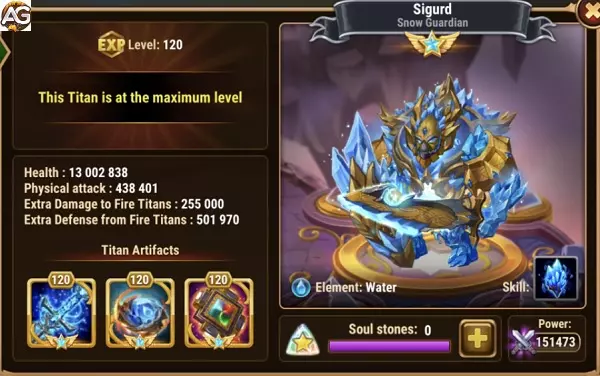 AG
Sigurd
Snow Guardian
EXP Level: 120
This Titan is at the maximum level
Health : 13 002 838
Physical attack : 438 401
Extra Damage to Fire Titans : 255 000
Extra Defense from Fire Titans : 501 970
Titan Artifacts
120 120 120
Element: Water
Skill:
Soul stones: 0
Power:
151473